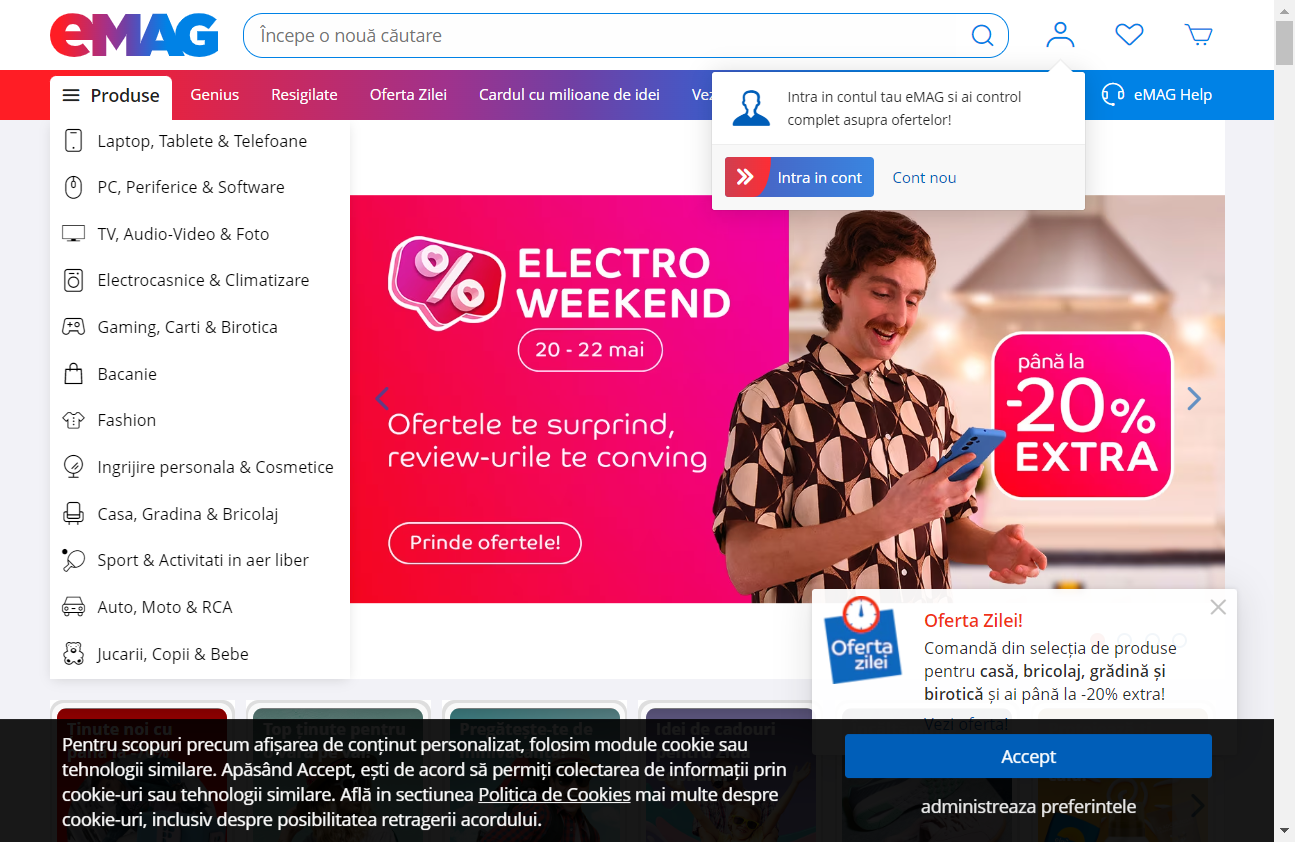 eMAG
Începe o nouă căutare
Produse
Genius
Resigilate
Oferta Zilei
Cardul cu milioane de idei
eMAG Help
Intra in contul tau eMAG si ai control
complet asupra ofertelor!
Intra in cont
Cont nou
Laptop, Tablete & Telefoane
PC, Periferice & Software
TV, Audio-Video & Foto
Electrocasnice & Climatizare
Gaming, Carti & Birotica
Bacanie
Fashion
Ingrijire personala & Cosmetice
Casa, Gradina & Bricolaj
Sport & Activitati in aer liber
Auto, Moto & RCA
Jucarii, Copii & Bebe
%
ELECTRO
WEEKEND
20 - 22 mai
Ofertele te surprind,
review-urile te conving
Prinde ofertele!
până la
-20%
EXTRA
Oferta
zilei
Oferta Zilei!
Comandă din selecția de produse
pentru casă, bricolaj, grădină și
birotică și ai până la -20% extra!
Vezi oferta!
Ținute noi cu
Top ținute pentru
Pregătește-te de
Idei de cadouri
Pentru scopuri precum afișarea de conținut personalizat, folosim module cookie sau
tehnologii similare. Apăsând Accept, ești de acord să permiți colectarea de informații prin
cookie-uri sau tehnologii similare. Află in sectiunea Politica de Cookies mai multe despre
cookie-uri, inclusiv despre posibilitatea retragerii acordului.
Accept
administreaza preferintele